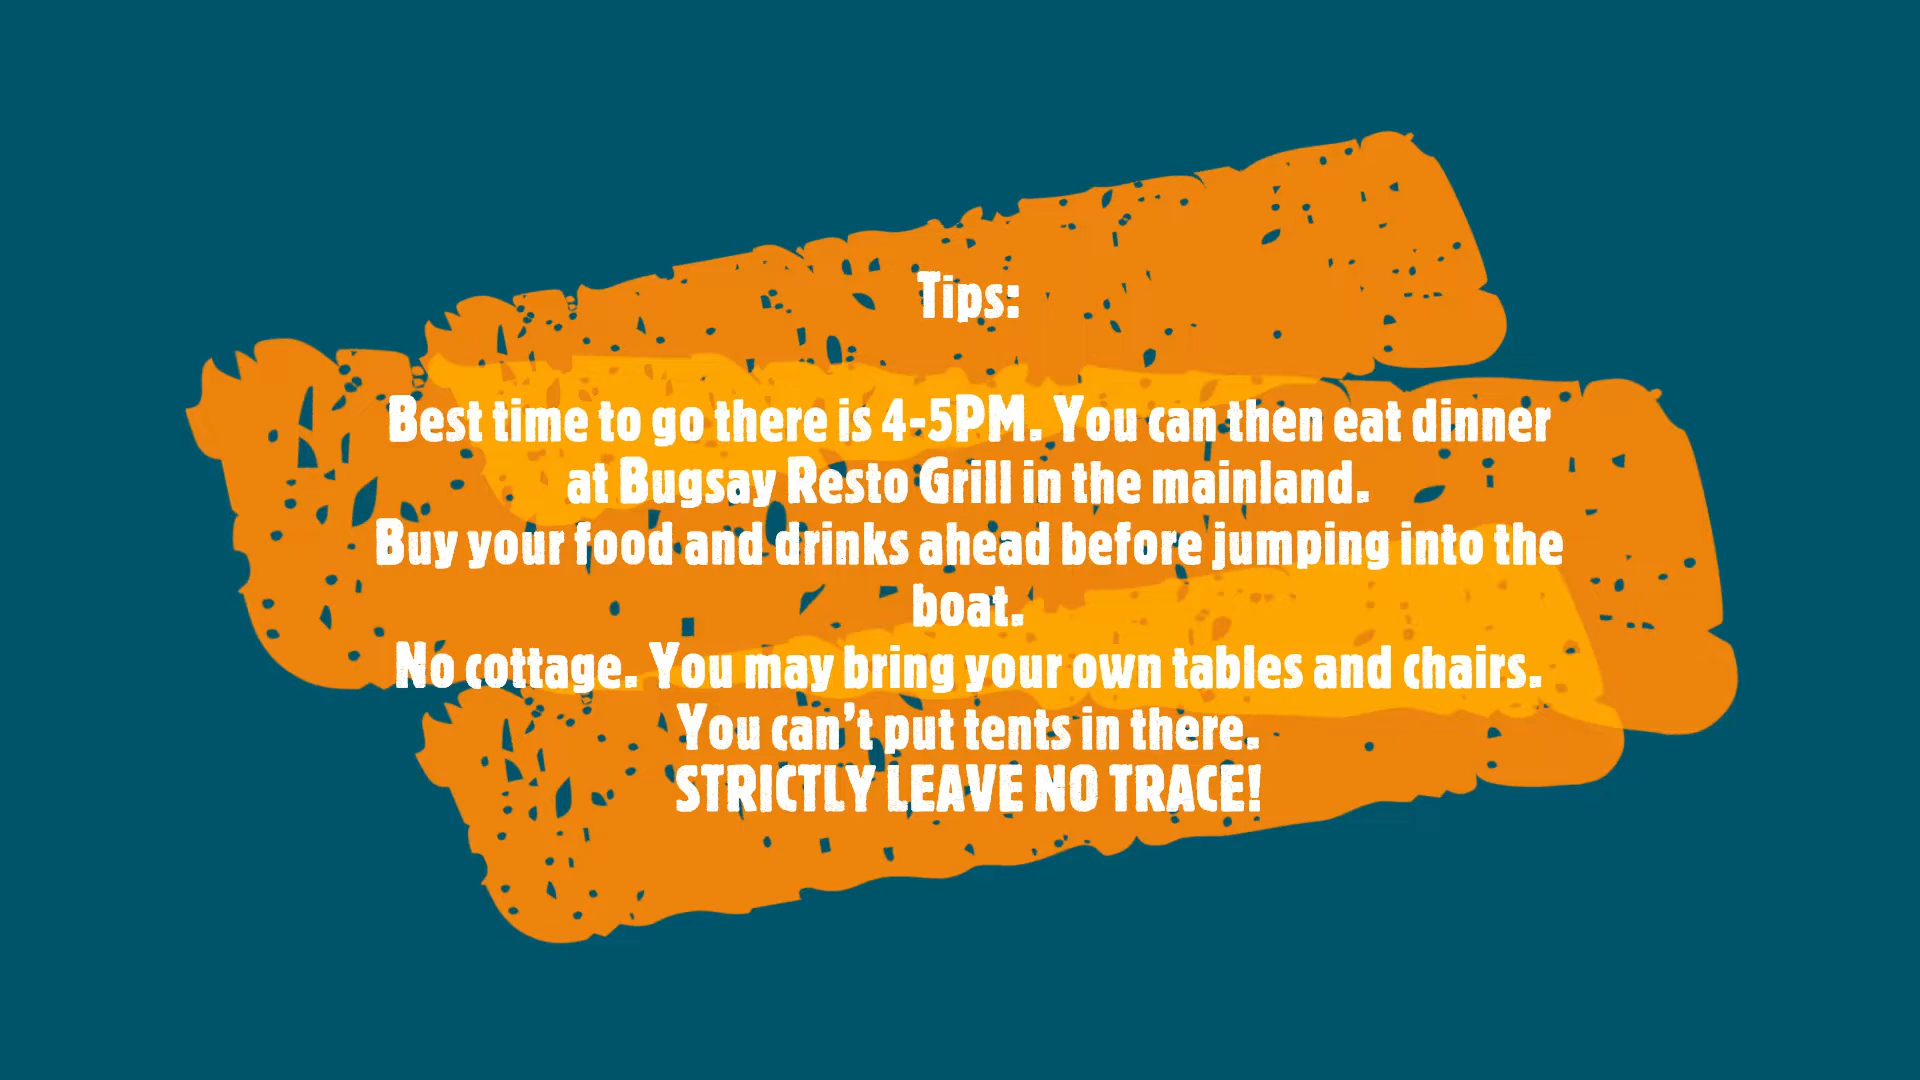 Tips:
Best time to go there is 4-5PM. You can then eat dinner
at Bugsay Resto Grill in the mainland.
Buy your food and drinks ahead before jumping into the
boat.
No cottage. You may bring your own tables and chairs.
You can't put tents in there.
STRICTLY LEAVE NO TRACE!